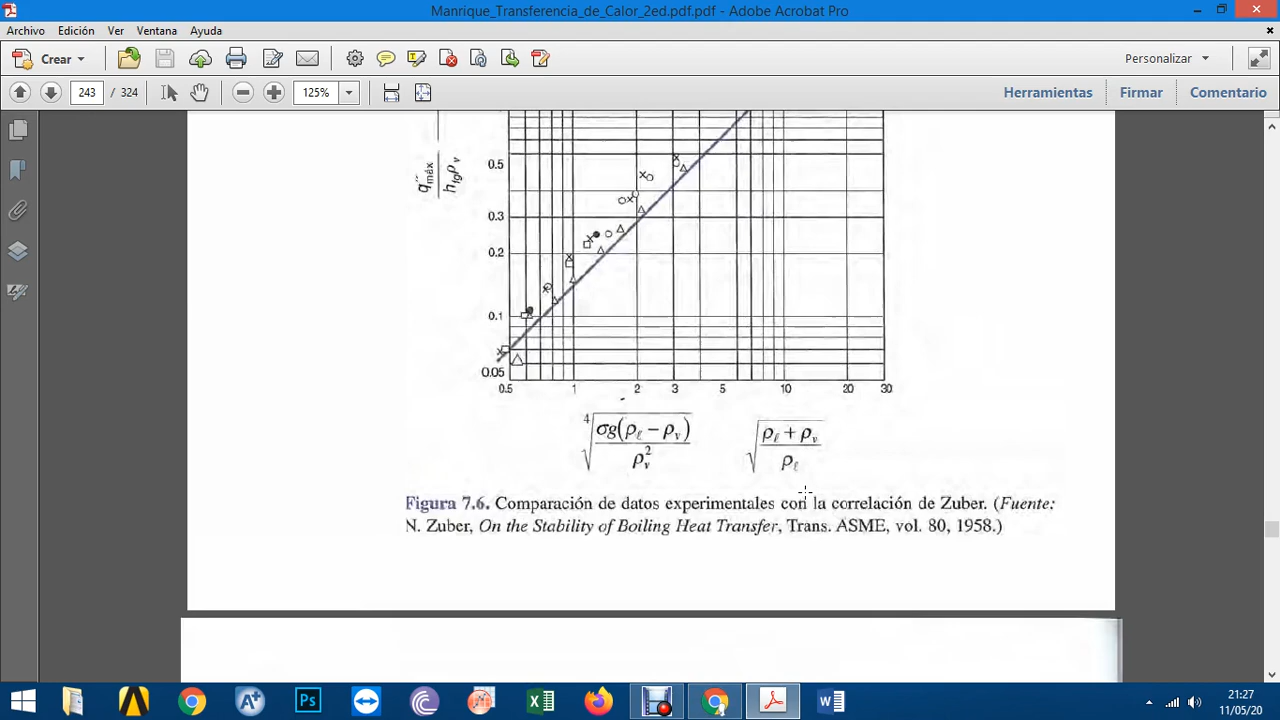 Manrique_Transferencia_de_Calor_2ed.pdf.pdf - Adobe Acrobat Pro
Archivo Edición Ver Ventana Ayuda
Crear Personalizar
243 / 324 125% Herramientas Firmar Comentario
q''máx / hfgρv
0.5
0.3
0.2
0.1
0.05
0.5 1 2 3 5 10 20 30
4√(σg(ρℓ − ρv) / ρv²) √((ρℓ + ρv) / ρℓ)
Figura 7.6. Comparación de datos experimentales con la correlación de Zuber. (Fuente:
N. Zuber, On the Stability of Boiling Heat Transfer, Trans. ASME, vol. 80, 1958.)
21:27
11/05/20